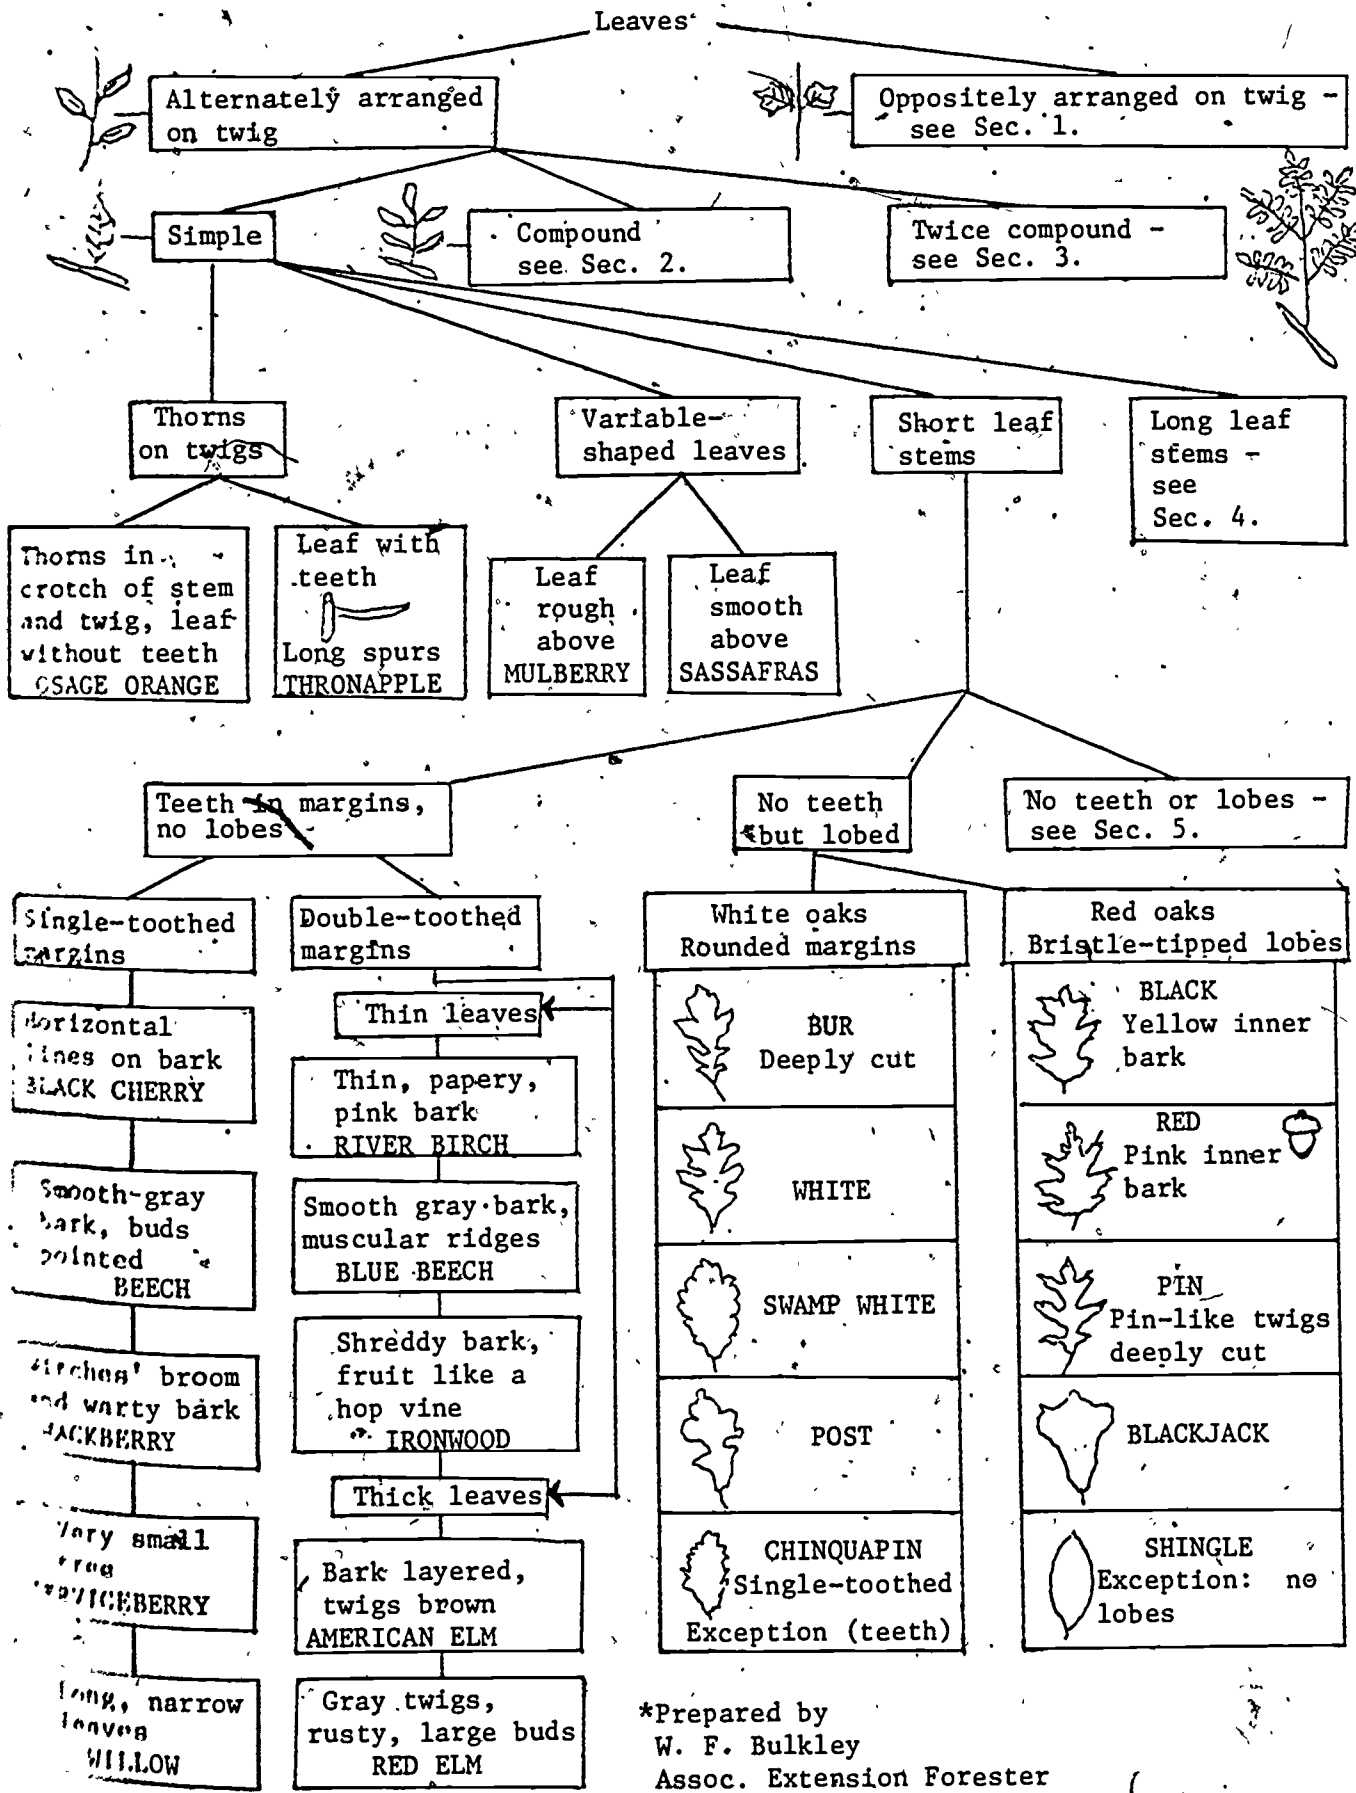 Leaves
Alternately arranged
on twig
Oppositely arranged on twig -
see Sec. 1.
Simple
Compound
see Sec. 2.
Twice compound -
see Sec. 3.
Thorns
on twigs
Variable-
shaped leaves
Short leaf
stems
Long leaf
stems -
see
Sec. 4.
Thorns in
crotch of stem
and twig, leaf
without teeth
OSAGE ORANGE
Leaf with
teeth
Long spurs
THRONAPPLE
Leaf
rough
above
MULBERRY
Leaf
smooth
above
SASSAFRAS
Teeth in margins,
no lobes
No teeth
but lobed
No teeth or lobes -
see Sec. 5.
Single-toothed
margins
Horizontal
lines on bark
BLACK CHERRY
Smooth-gray
bark, buds
pointed
BEECH
Witches' broom
and warty bark
HACKBERRY
Very small
tree
SERVICEBERRY
Long, narrow
leaves
WILLOW
Double-toothed
margins
Thin leaves
Thin, papery,
pink bark
RIVER BIRCH
Smooth gray bark,
muscular ridges
BLUE BEECH
Shreddy bark,
fruit like a
hop vine
IRONWOOD
Thick leaves
Bark layered,
twigs brown
AMERICAN ELM
Gray twigs,
rusty, large buds
RED ELM
White oaks
Rounded margins
BUR
Deeply cut
WHITE
SWAMP WHITE
POST
CHINQUAPIN
Single-toothed
Exception (teeth)
Red oaks
Bristle-tipped lobes
BLACK
Yellow inner
bark
RED
Pink inner
bark
PIN
Pin-like twigs
deeply cut
BLACKJACK
SHINGLE
Exception: no
lobes
*Prepared by
W. F. Bulkley
Assoc. Extension Forester